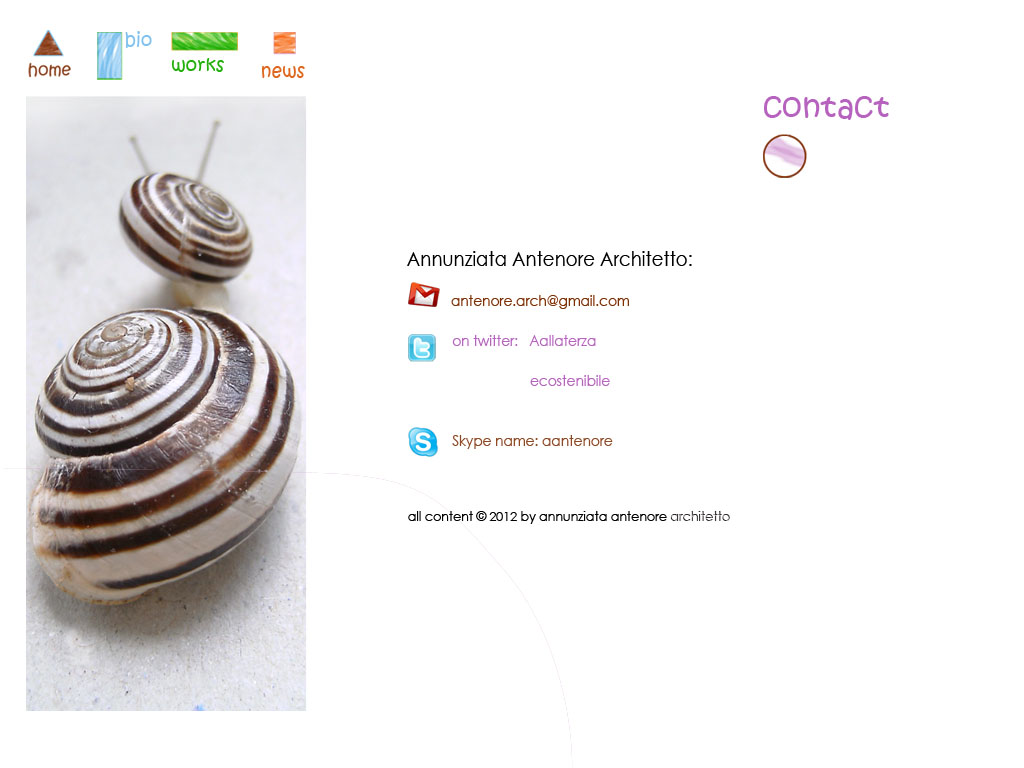 home
bio
works
news
contact
Annunziata Antenore Architetto:
antenore.arch@gmail.com
on twitter: Aallaterza
ecostenibile
Skype name: aantenore
all content © 2012 by annunziata antenore architetto